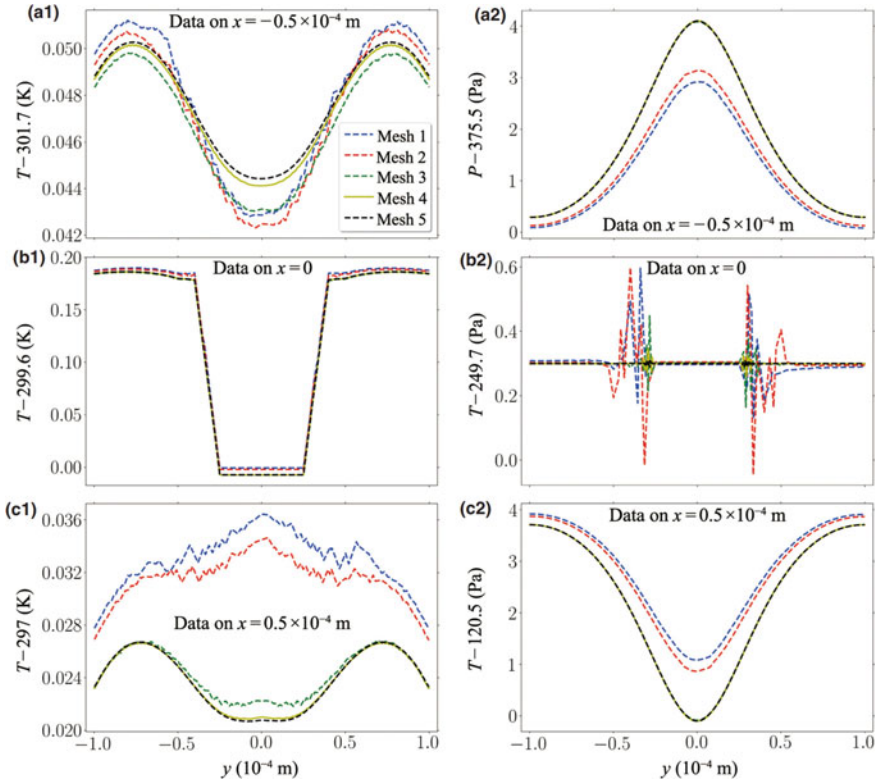 (a1)
Data on x = −0.5×10⁻⁴ m
0.050
0.048
0.046
0.044
0.042
T−301.7 (K)
Mesh 1
Mesh 2
Mesh 3
Mesh 4
Mesh 5
(a2)
4
3
2
1
0
P−375.5 (Pa)
Data on x = −0.5×10⁻⁴ m
(b1)
0.20
0.15
0.10
0.05
0.00
T−299.6 (K)
Data on x = 0
(b2)
0.6
0.4
0.2
0.0
T−249.7 (Pa)
Data on x = 0
(c1)
0.036
0.032
0.028
0.024
0.020
T−297 (K)
Data on x = 0.5×10⁻⁴ m
−1.0 −0.5 0.0 0.5 1.0
y (10⁻⁴ m)
(c2)
4
3
2
1
0
T−120.5 (Pa)
Data on x = 0.5×10⁻⁴ m
−1.0 −0.5 0.0 0.5 1.0
y (10⁻⁴ m)